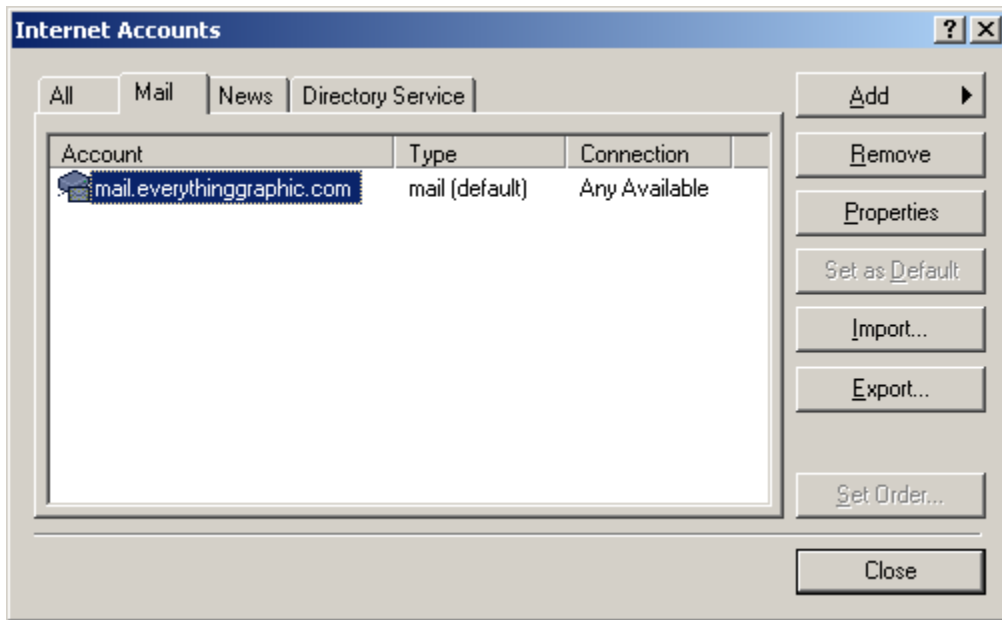 Internet Accounts
All Mail News Directory Service
Add
Account Type Connection
Remove
mail.everythinggraphic.com mail (default) Any Available
Properties
Set as Default
Import...
Export...
Set Order...
Close